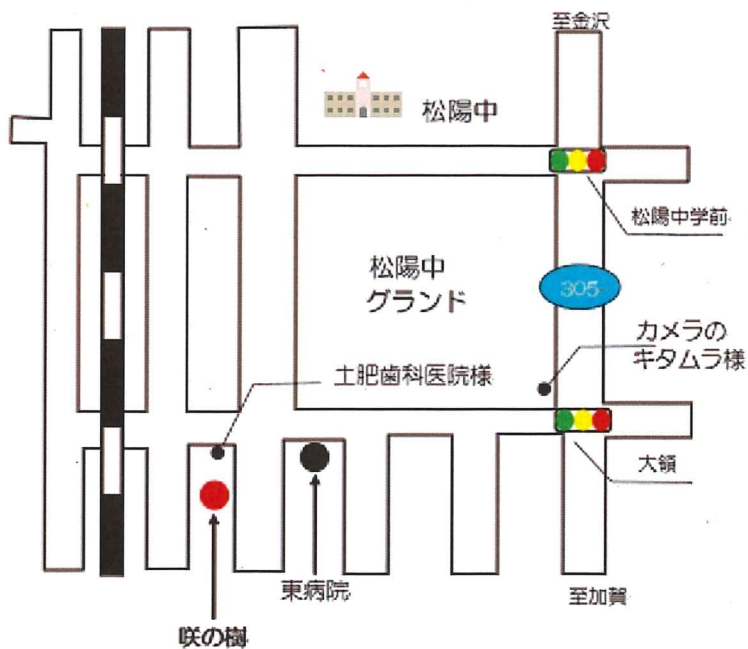 至金沢
松陽中
松陽中学前
松陽中
グランド
305
カメラの
キタムラ様
土肥歯科医院様
大領
東病院
至加賀
咲の樹